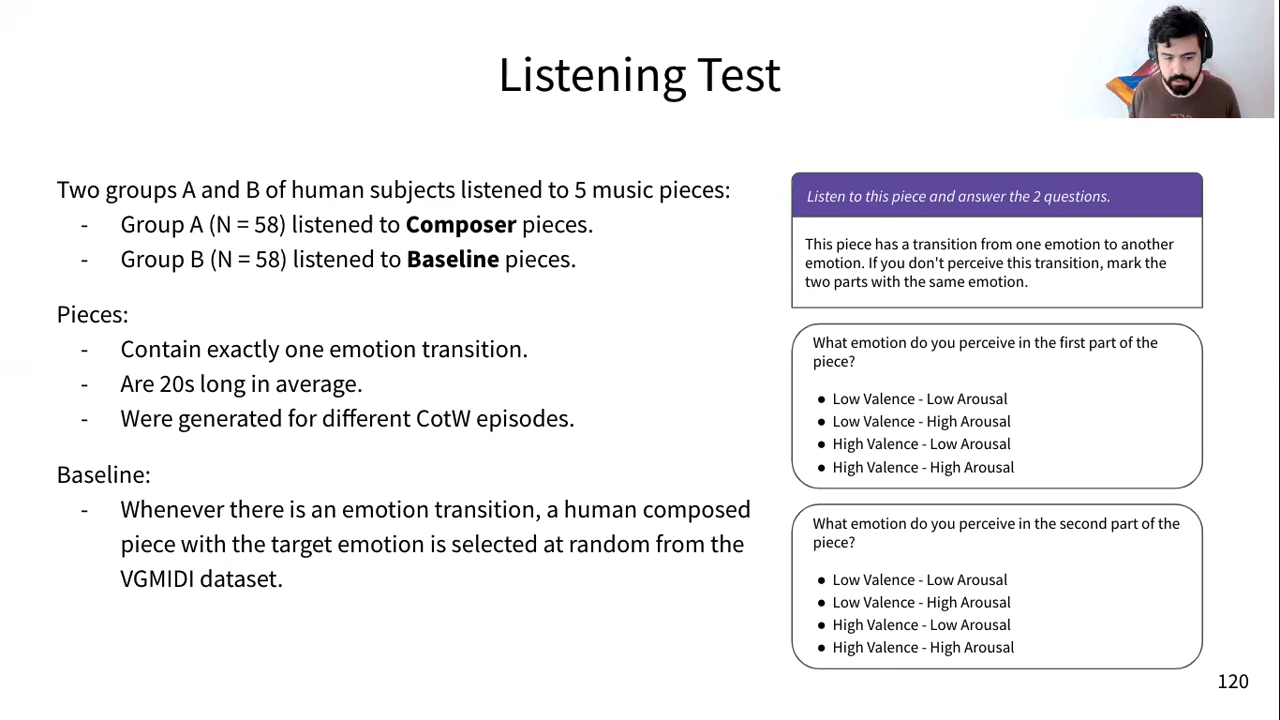 Listening Test
Two groups A and B of human subjects listened to 5 music pieces:
- Group A (N = 58) listened to Composer pieces.
- Group B (N = 58) listened to Baseline pieces.
Pieces:
- Contain exactly one emotion transition.
- Are 20s long in average.
- Were generated for different CotW episodes.
Baseline:
- Whenever there is an emotion transition, a human composed
piece with the target emotion is selected at random from the
VGMIDI dataset.
Listen to this piece and answer the 2 questions.
This piece has a transition from one emotion to another
emotion. If you don't perceive this transition, mark the
two parts with the same emotion.
What emotion do you perceive in the first part of the
piece?
● Low Valence - Low Arousal
● Low Valence - High Arousal
● High Valence - Low Arousal
● High Valence - High Arousal
What emotion do you perceive in the second part of the
piece?
● Low Valence - Low Arousal
● Low Valence - High Arousal
● High Valence - Low Arousal
● High Valence - High Arousal
120